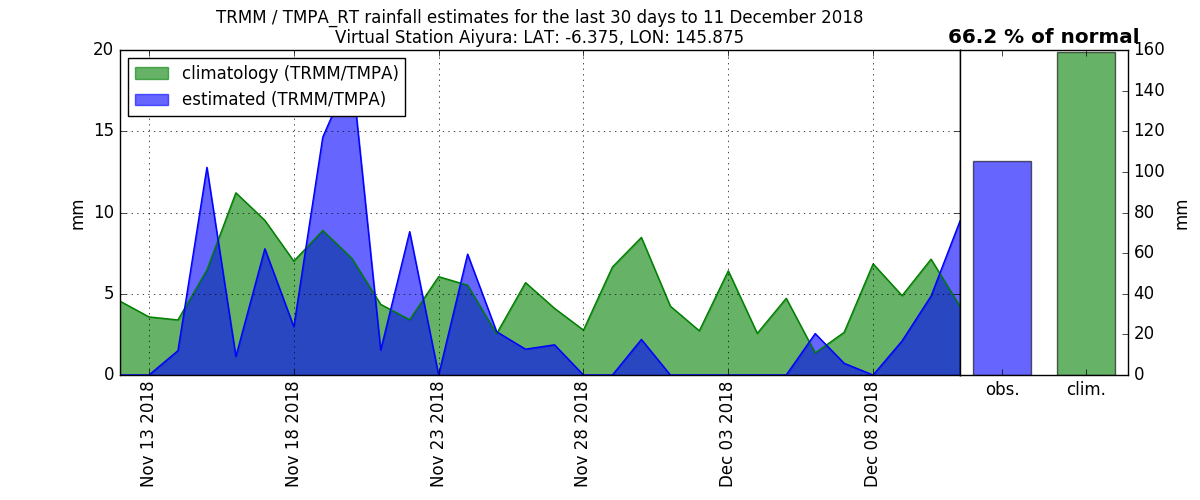 TRMM / TMPA_RT rainfall estimates for the last 30 days to 11 December 2018
Virtual Station Aiyura: LAT: -6.375, LON: 145.875
66.2 % of normal
climatology (TRMM/TMPA)
estimated (TRMM/TMPA)
mm
20
15
10
5
0
160
140
120
100
80
60
40
20
0
mm
obs.
clim.
Nov 13 2018
Nov 18 2018
Nov 23 2018
Nov 28 2018
Dec 03 2018
Dec 08 2018